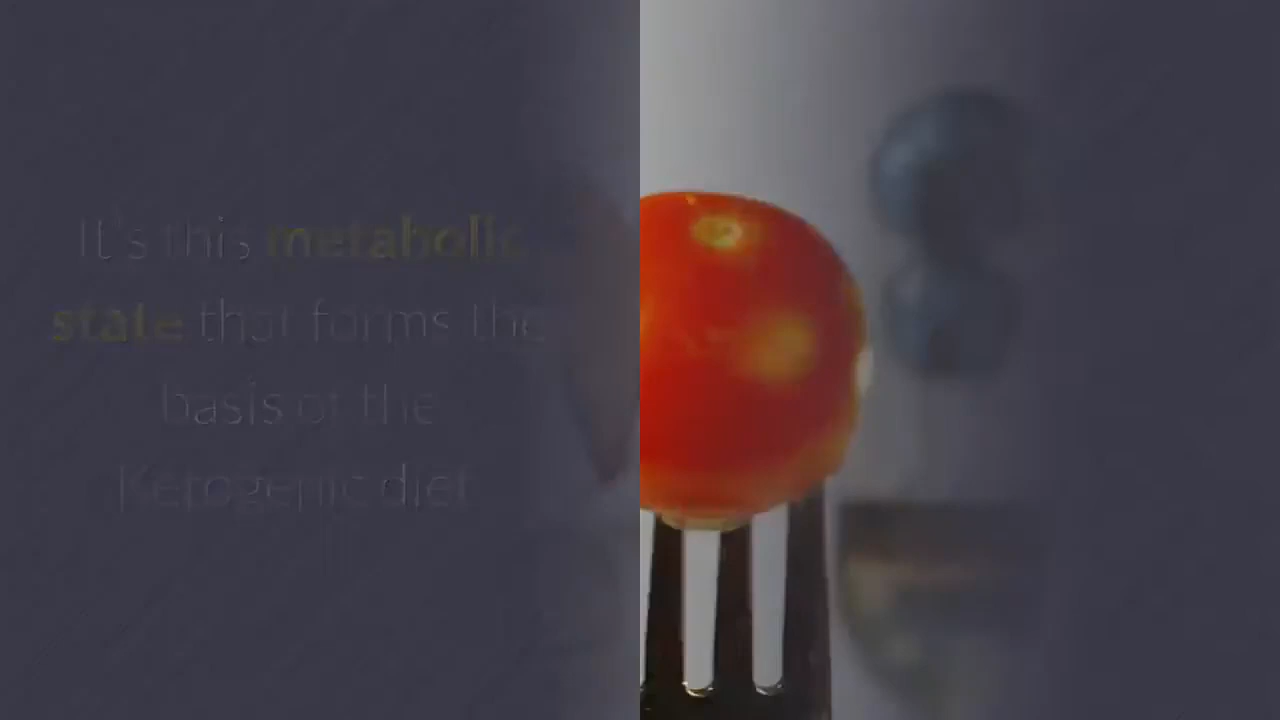 It's this metabolic
state that forms the
basis of the
Ketogenic diet